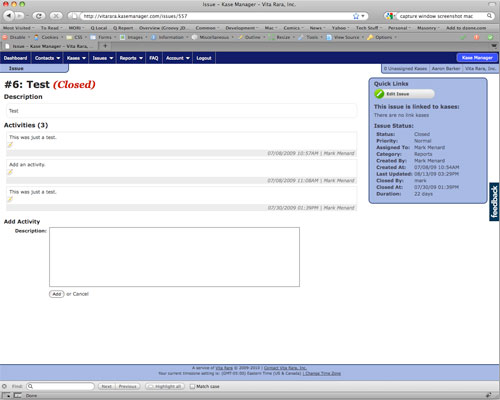 Issue – Kase Manager – Vita Rara, Inc.
http://vitarara.kasemanager.com/issues/557
capture window screenshot mac
Most Visited To Read MORI Q Local Q Report Overview (Groovy JD... Common Development Mac Comics News Yahoo Tech Stuff Personal Masonry Add to dzone.com
Disable Cookies CSS Forms Images Information Miscellaneous Outline Resize Tools View Source Options
Issue – Kase Manager – Vita Rar...
Dashboard Contacts Kases Issues Reports FAQ Account Logout Kase Manager
Issue 0 Unassigned Kases Aaron Barker Vita Rara, Inc.
#6: Test (Closed)
Description
Test
Activities (3)
This was just a test.
07/08/2009 10:57AM | Mark Menard
Add an activity.
07/08/2009 11:08AM | Mark Menard
This was just a test.
07/30/2009 01:39PM | Mark Menard
Add Activity
Description:
Add or Cancel
Quick Links
Edit Issue
This issue is linked to kases:
There are no link kases
Issue Status:
Status: Closed
Priority: Normal
Assigned To: Mark Menard
Category: Reports
Created By: Mark Menard
Created At: 07/08/09 10:54AM
Last Updated: 08/13/09 03:29PM
Closed By: mark
Closed At: 07/30/09 01:39PM
Duration: 22 days
feedback
A service of Vita Rara © 2009-2010 | Contact Vita Rara, Inc.
Your current timezone setting is: (GMT-05:00) Eastern Time (US & Canada) | Change Time Zone
Find: Next Previous Highlight all Match case
Done